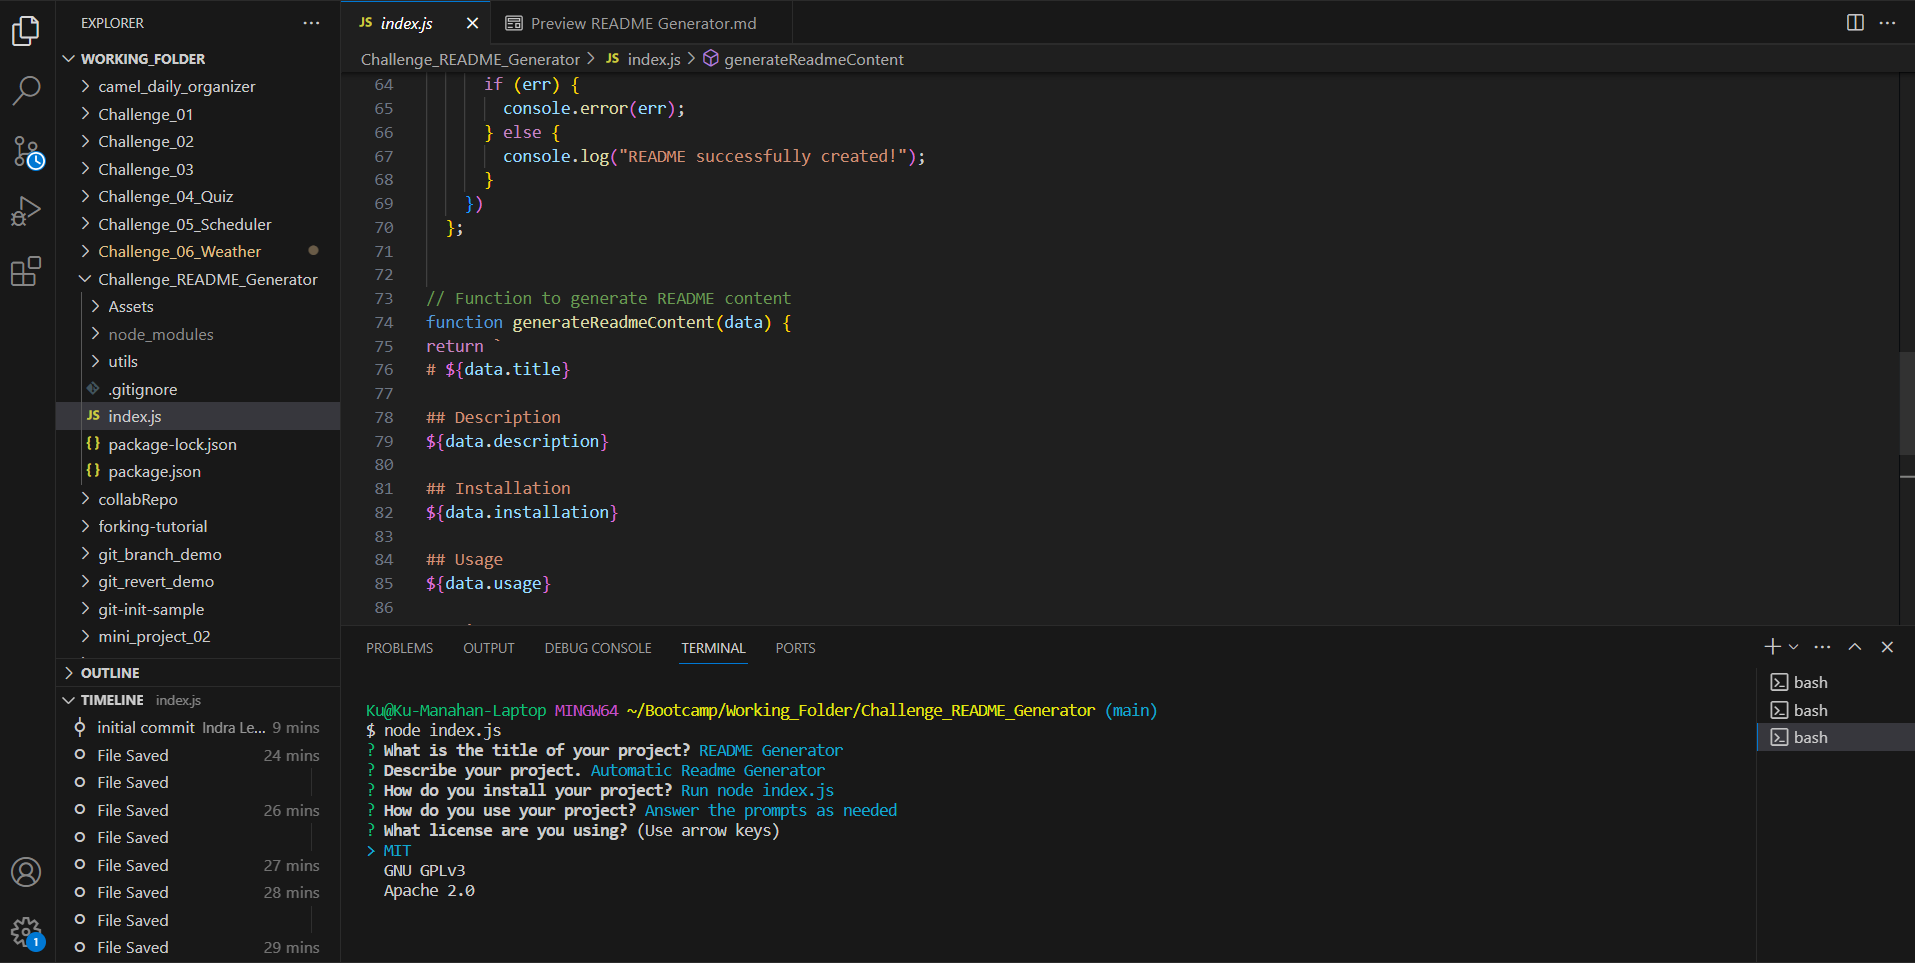 EXPLORER
WORKING_FOLDER
camel_daily_organizer
Challenge_01
Challenge_02
Challenge_03
Challenge_04_Quiz
Challenge_05_Scheduler
Challenge_06_Weather
Challenge_README_Generator
Assets
node_modules
utils
.gitignore
JS index.js
{} package-lock.json
{} package.json
collabRepo
forking-tutorial
git_branch_demo
git_revert_demo
git-init-sample
mini_project_02
OUTLINE
TIMELINE index.js
initial commit Indra Le... 9 mins
File Saved 24 mins
File Saved
File Saved 26 mins
File Saved
File Saved 27 mins
File Saved 28 mins
File Saved
File Saved 29 mins
1
JS index.js
Preview README Generator.md
Challenge_README_Generator > JS index.js > generateReadmeContent
64 if (err) {
65 console.error(err);
66 } else {
67 console.log("README successfully created!");
68 }
69 })
70 };
71
72
73 // Function to generate README content
74 function generateReadmeContent(data) {
75 return `
76 # ${data.title}
77
78 ## Description
79 ${data.description}
80
81 ## Installation
82 ${data.installation}
83
84 ## Usage
85 ${data.usage}
86
PROBLEMS OUTPUT DEBUG CONSOLE TERMINAL PORTS
Ku@Ku-Manahan-Laptop MINGW64 ~/Bootcamp/Working_Folder/Challenge_README_Generator (main)
$ node index.js
? What is the title of your project? README Generator
? Describe your project. Automatic Readme Generator
? How do you install your project? Run node index.js
? How do you use your project? Answer the prompts as needed
? What license are you using? (Use arrow keys)
> MIT
GNU GPLv3
Apache 2.0
bash
bash
bash